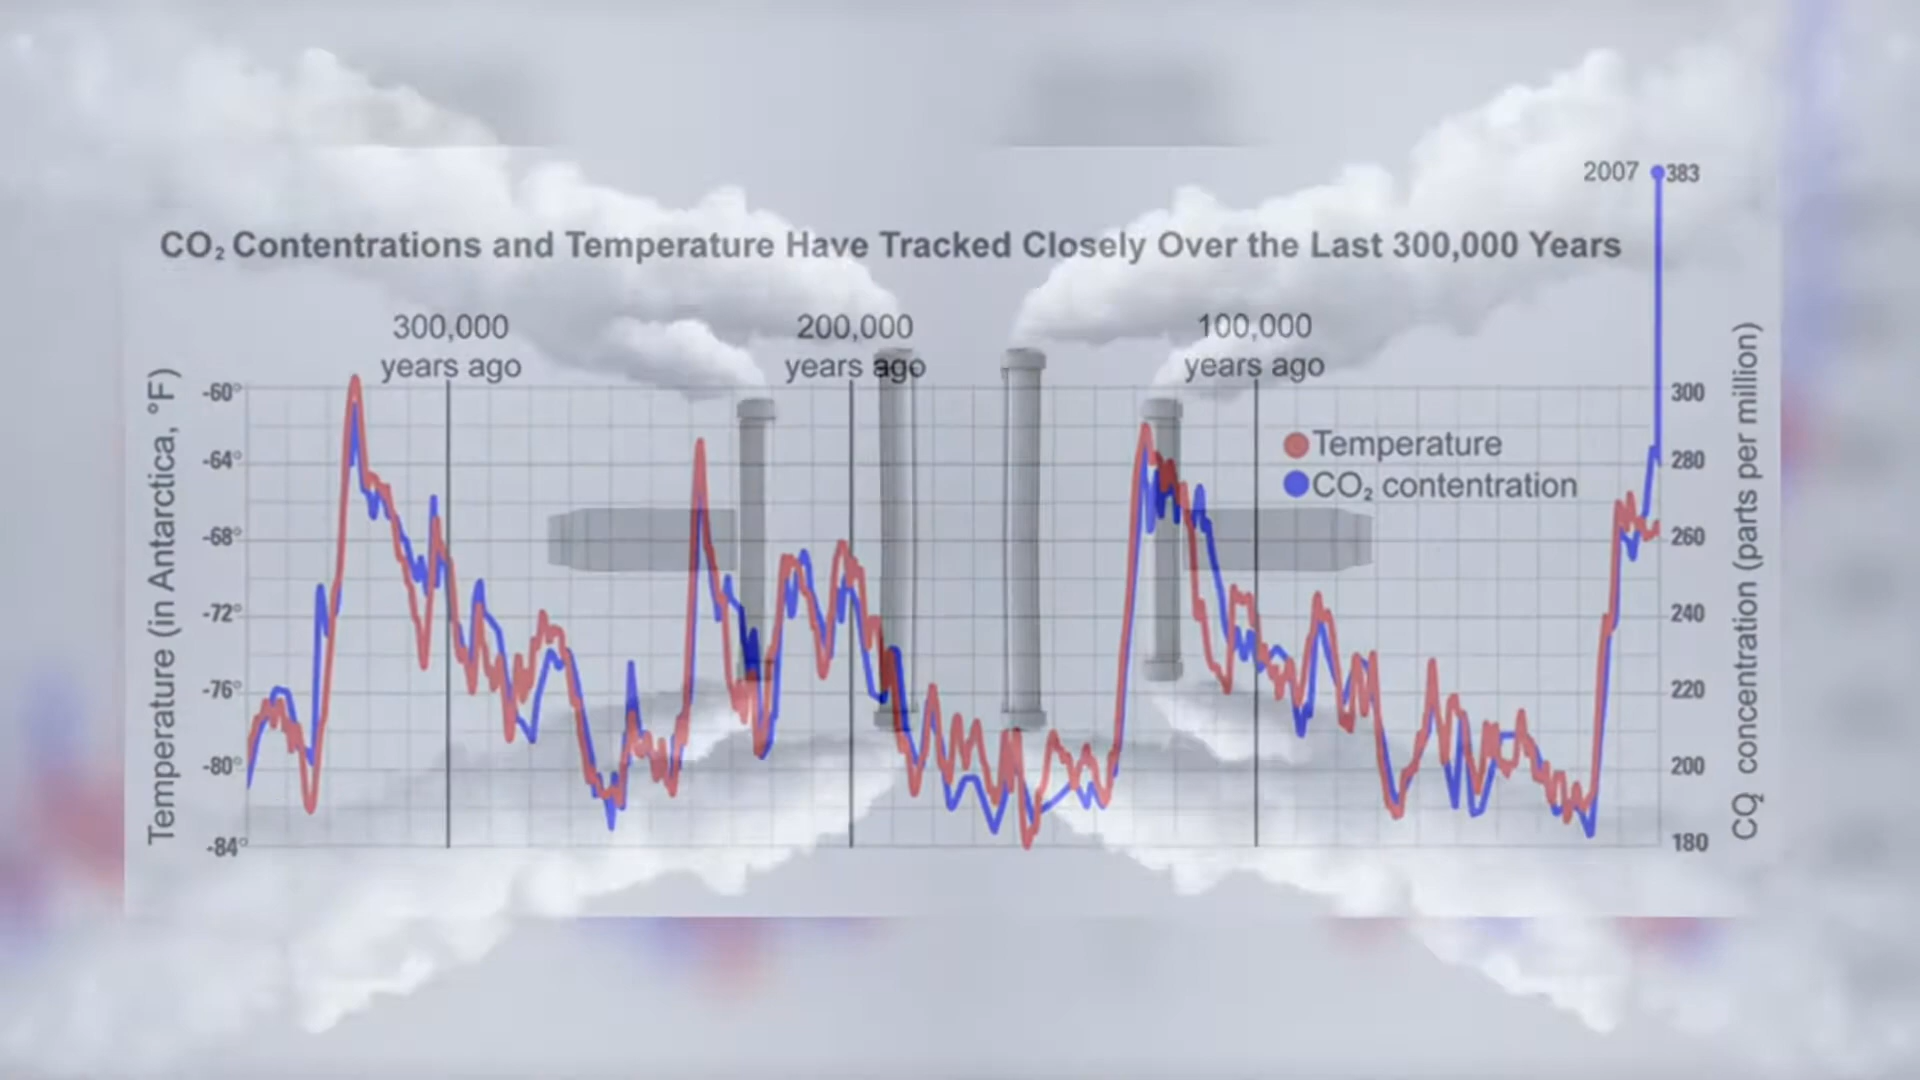 2007 383
CO₂ Contentrations and Temperature Have Tracked Closely Over the Last 300,000 Years
300,000
years ago
200,000
years ago
100,000
years ago
Temperature (in Antarctica, °F)
-60°
-64°
-68°
-72°
-76°
-80°
-84°
Temperature
CO₂ contentration
300
280
260
240
220
200
180
CO₂ concentration (parts per million)